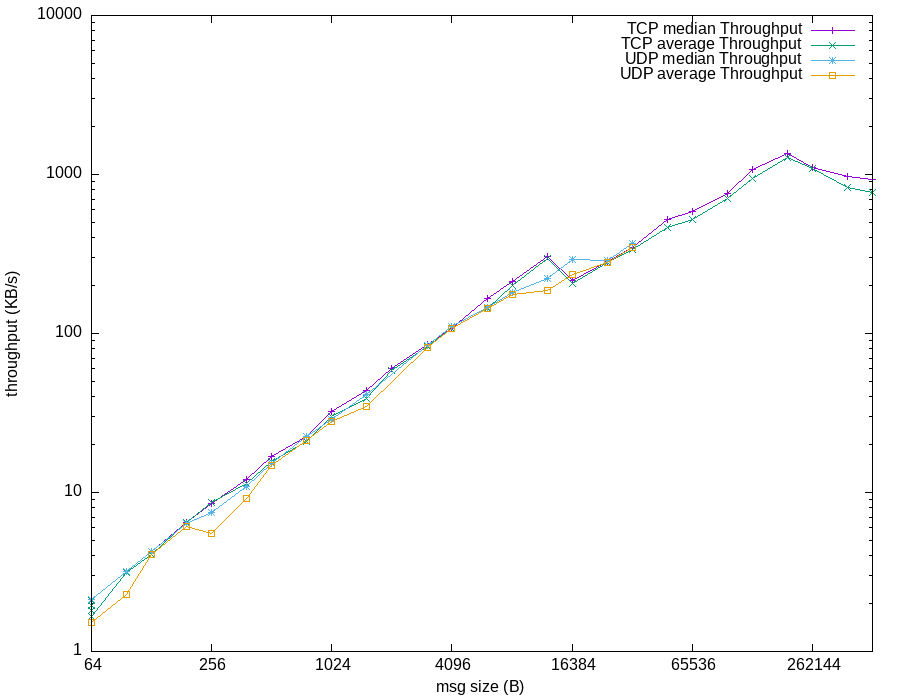 10000
TCP median Throughput
TCP average Throughput
UDP median Throughput
UDP average Throughput
1000
100
10
1
throughput (KB/s)
64 256 1024 4096 16384 65536 262144
msg size (B)